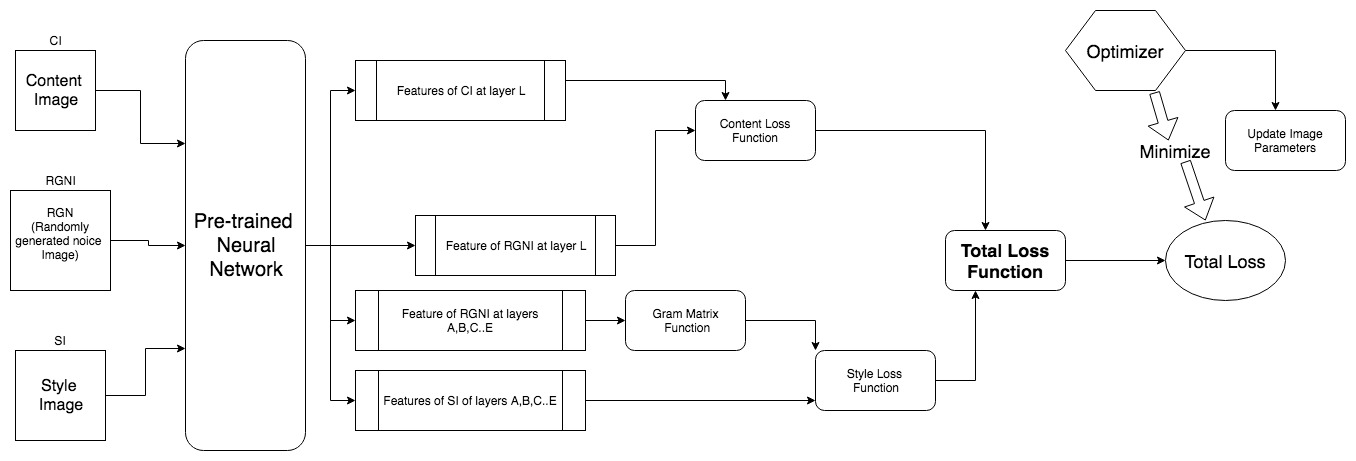 CI
Content
Image
RGNI
RGN
(Randomly
generated noice
Image)
SI
Style
Image
Pre-trained
Neural
Network
Features of CI at layer L
Feature of RGNI at layer L
Feature of RGNI at layers
A,B,C..E
Features of SI of layers A,B,C..E
Gram Matrix
Function
Content Loss
Function
Style Loss
Function
Total Loss
Function
Optimizer
Minimize
Total Loss
Update Image
Parameters